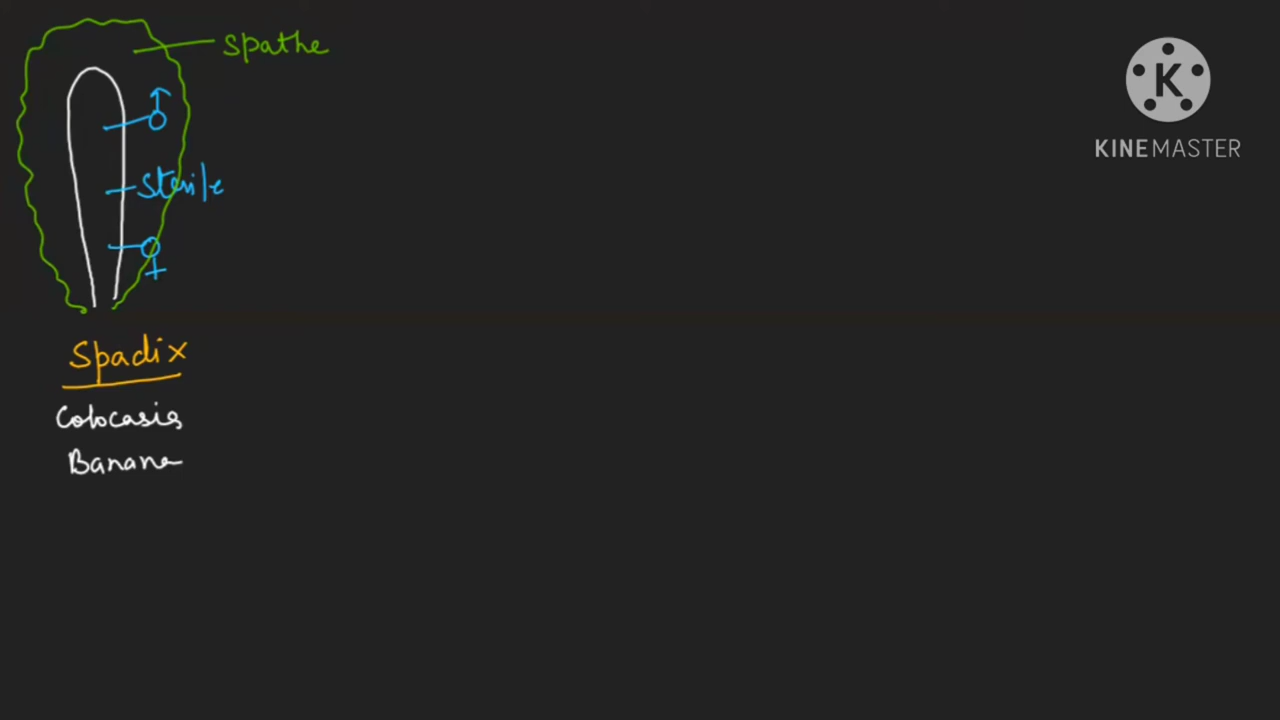 Spathe
♂
Sterile
♀
Spadix
Colocasia
Banana
K
KINEMASTER